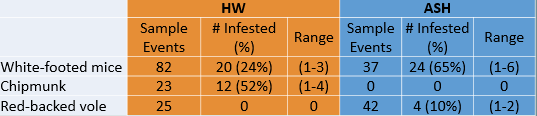 HW ASH
Sample Events # Infested (%) Range Sample Events # Infested (%) Range
White-footed mice 82 20 (24%) (1-3) 37 24 (65%) (1-6)
Chipmunk 23 12 (52%) (1-4) 0 0 0
Red-backed vole 25 0 0 42 4 (10%) (1-2)